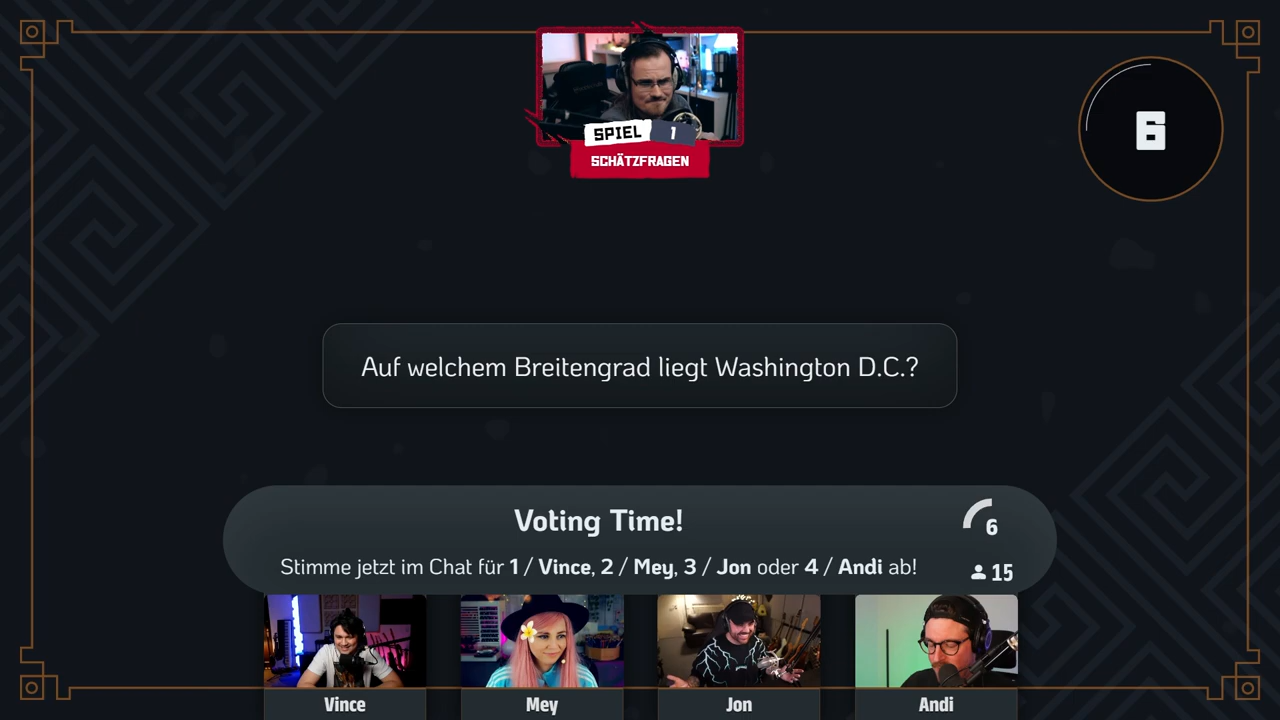 SPIEL 1
SCHÄTZFRAGEN
6
Auf welchem Breitengrad liegt Washington D.C.?
Voting Time!
6
Stimme jetzt im Chat für 1 / Vince, 2 / Mey, 3 / Jon oder 4 / Andi ab!
15
Vince
Mey
Jon
Andi